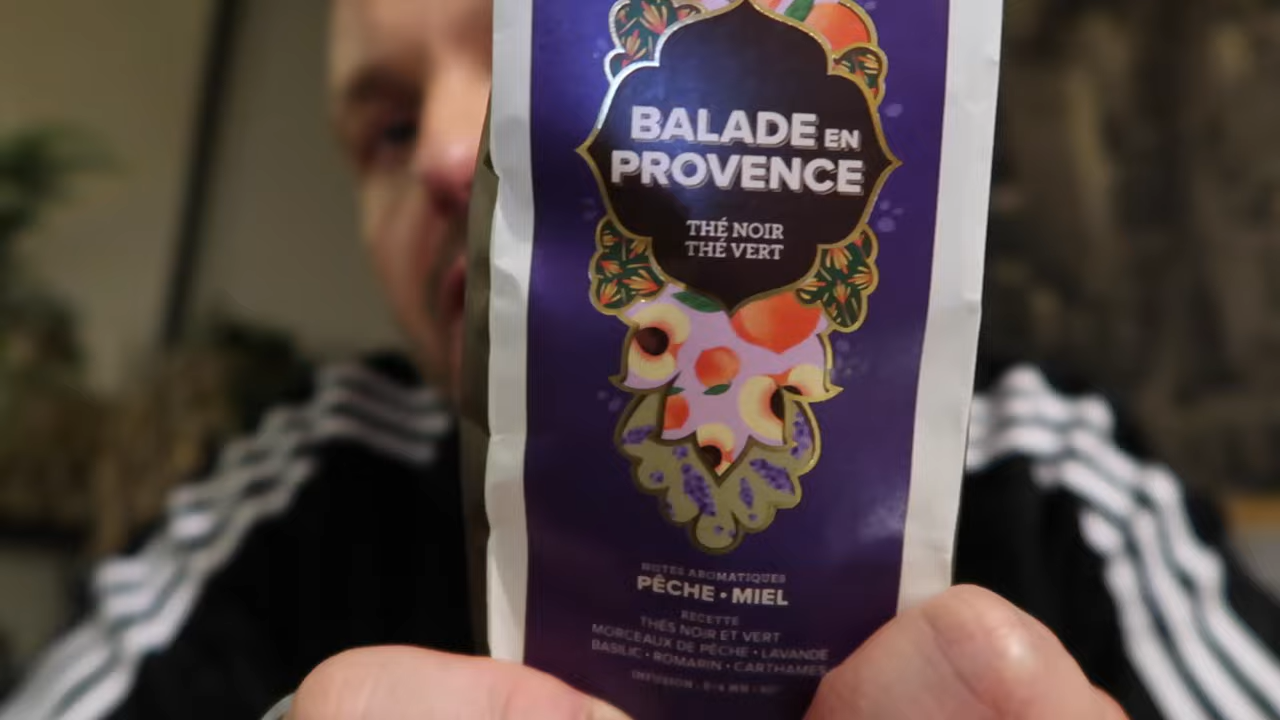 BALADE EN
PROVENCE
THÉ NOIR
THÉ VERT
NOTES AROMATIQUES
PÊCHE • MIEL
RECETTE
THÉS NOIR ET VERT
MORCEAUX DE PÊCHE • LAVANDE
BASILIC • ROMARIN • CARTHAMES
INFUSION